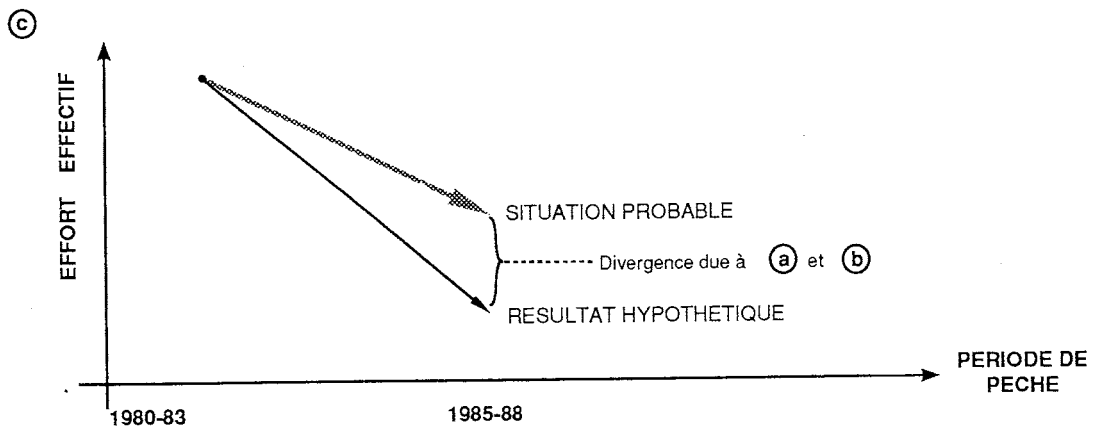 c
EFFORT EFFECTIF
SITUATION PROBABLE
Divergence due à a et b
RESULTAT HYPOTHETIQUE
PERIODE DE
PECHE
1980-83
1985-88